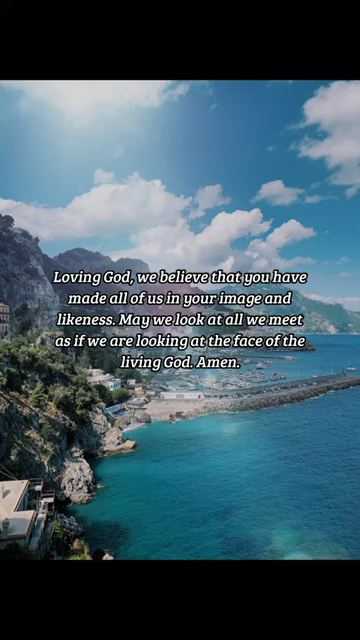 Loving God, we believe that you have
made all of us in your image and
likeness. May we look at all we meet
as if we are looking at the face of the
living God. Amen.